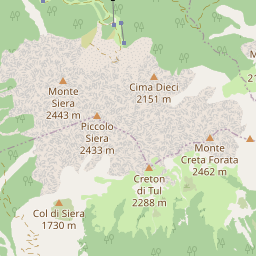 Cima Dieci
2151 m
M
21
Monte
Siera
2443 m
Piccolo
Siera
2433 m
Monte
Creta Forata
2462 m
Creton
di Tul
2288 m
Col di Siera
1730 m